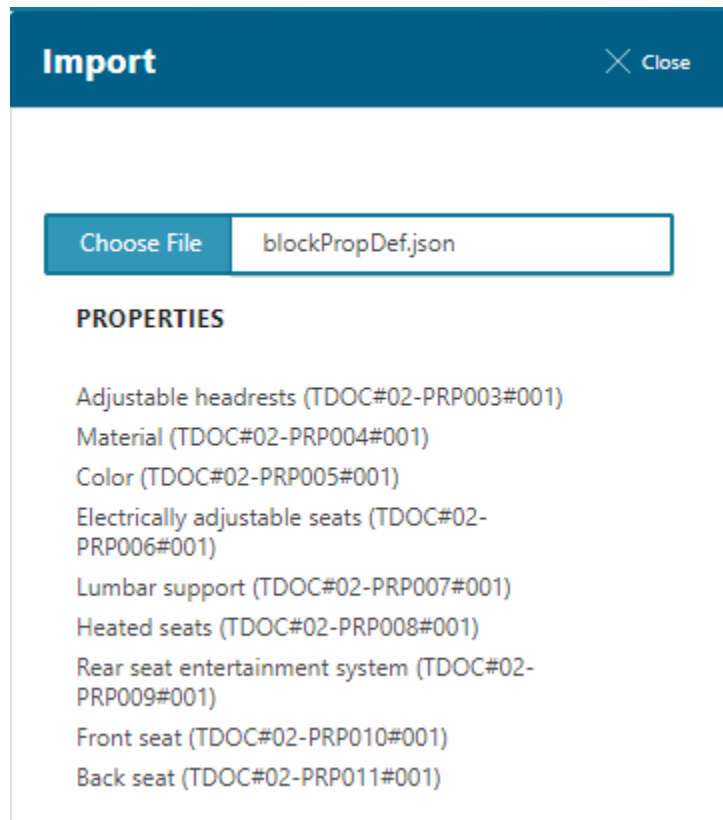 Import
Close
Choose File
blockPropDef.json
PROPERTIES
Adjustable headrests (TDOC#02-PRP003#001)
Material (TDOC#02-PRP004#001)
Color (TDOC#02-PRP005#001)
Electrically adjustable seats (TDOC#02-
PRP006#001)
Lumbar support (TDOC#02-PRP007#001)
Heated seats (TDOC#02-PRP008#001)
Rear seat entertainment system (TDOC#02-
PRP009#001)
Front seat (TDOC#02-PRP010#001)
Back seat (TDOC#02-PRP011#001)